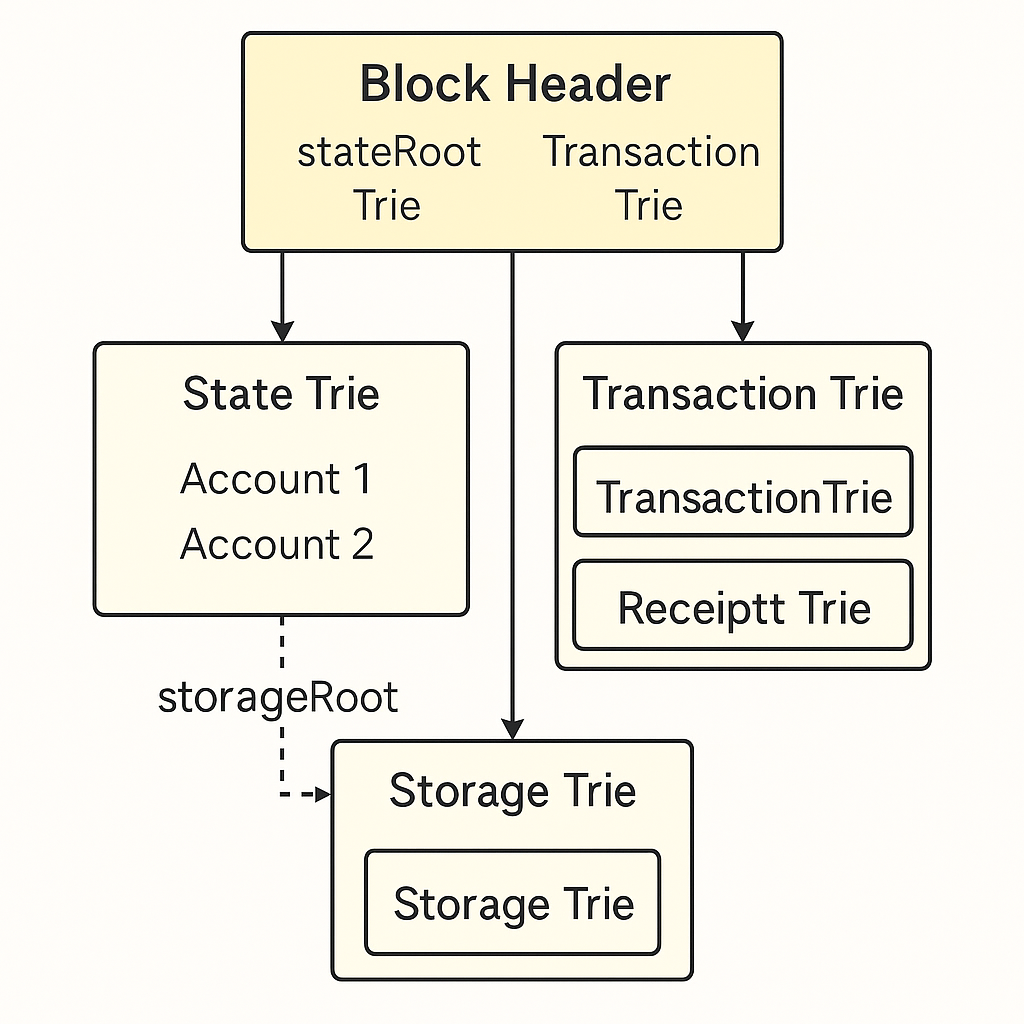 Block Header
stateRoot
Trie
Transaction
Trie
State Trie
Account 1
Account 2
Transaction Trie
TransactionTrie
Receiptt Trie
storageRoot
Storage Trie
Storage Trie